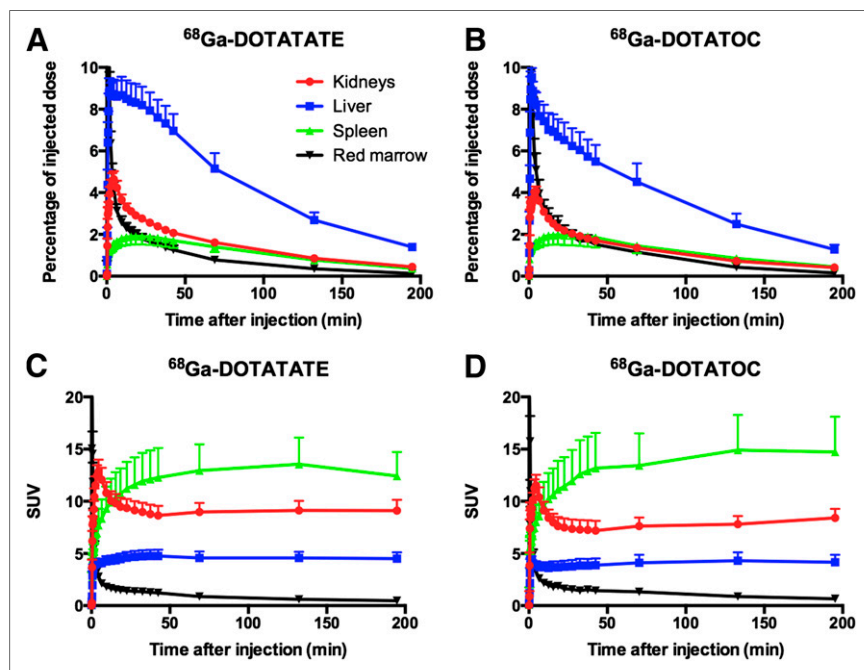 A
⁶⁸Ga-DOTATATE
Percentage of injected dose
10
8
6
4
2
0
0 50 100 150 200
Time after injection (min)
Kidneys
Liver
Spleen
Red marrow
B
⁶⁸Ga-DOTATOC
Percentage of injected dose
10
8
6
4
2
0
0 50 100 150 200
Time after injection (min)
C
⁶⁸Ga-DOTATATE
SUV
20
15
10
5
0
0 50 100 150 200
Time after injection (min)
D
⁶⁸Ga-DOTATOC
SUV
20
15
10
5
0
0 50 100 150 200
Time after injection (min)